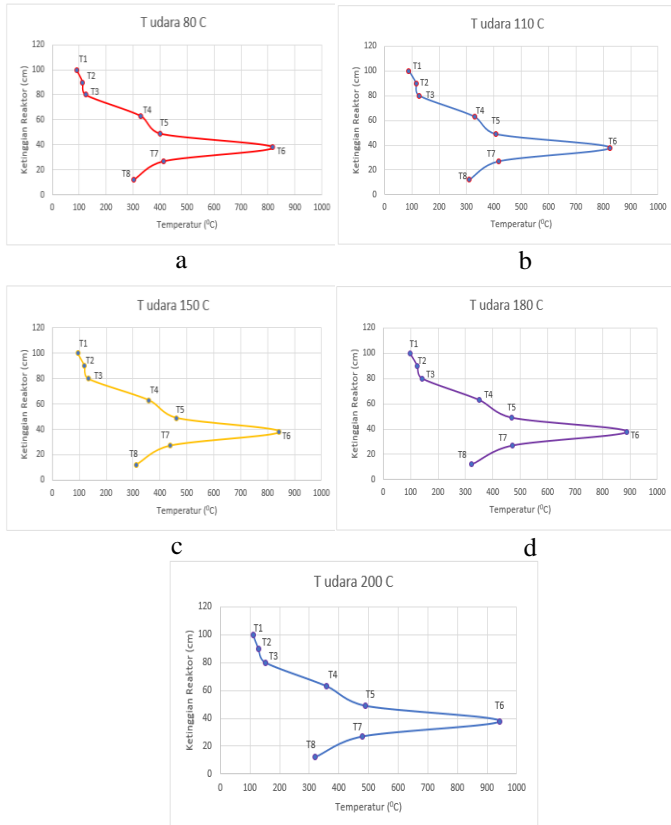 T udara 80 C
Ketinggian Reaktor (cm)
120
100
80
60
40
20
0
T1
T2
T3
T4
T5
T6
T7
T8
0 100 200 300 400 500 600 700 800 900 1000
Temperatur (⁰C)
a
T udara 110 C
Ketinggian Reaktor (cm)
120
100
80
60
40
20
0
T1
T2
T3
T4
T5
T6
T7
T8
0 100 200 300 400 500 600 700 800 900 1000
Temperatur (⁰C)
b
T udara 150 C
Ketinggian Reaktor (cm)
120
100
80
60
40
20
0
T1
T2
T3
T4
T5
T6
T7
T8
0 100 200 300 400 500 600 700 800 900 1000
Temperatur (⁰C)
c
T udara 180 C
Ketinggian Reaktor (cm)
120
100
80
60
40
20
0
T1
T2
T3
T4
T5
T6
T7
T8
0 100 200 300 400 500 600 700 800 900 1000
Temperatur (⁰C)
d
T udara 200 C
Ketinggian Reaktor (cm)
120
100
80
60
40
20
0
T1
T2
T3
T4
T5
T6
T7
T8
0 100 200 300 400 500 600 700 800 900 1000
Temperatur (⁰C)